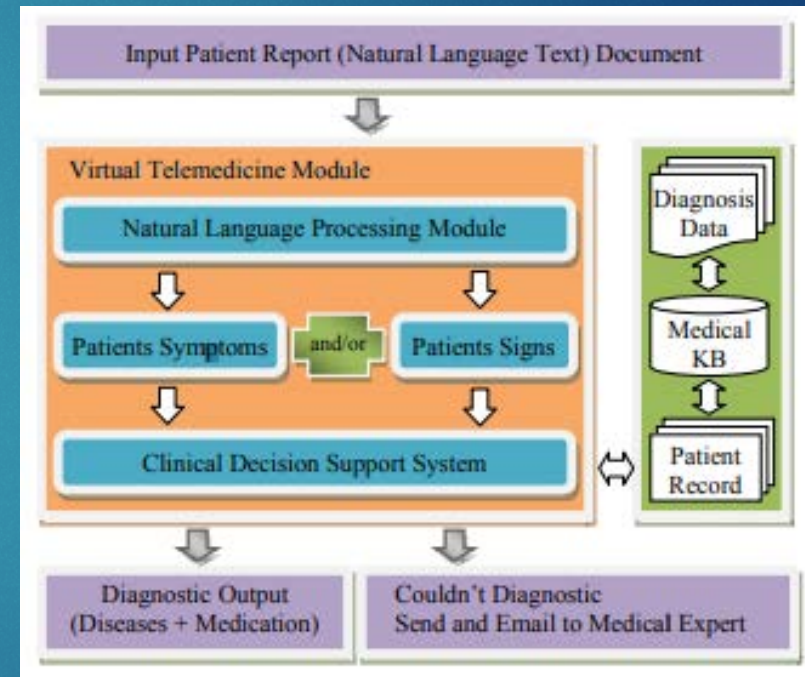 Input Patient Report (Natural Language Text) Document
Virtual Telemedicine Module
Natural Language Processing Module
Patients Symptoms
and/or
Patients Signs
Clinical Decision Support System
Diagnosis
Data
Medical
KB
Patient
Record
Diagnostic Output
(Diseases + Medication)
Couldn't Diagnostic
Send and Email to Medical Expert